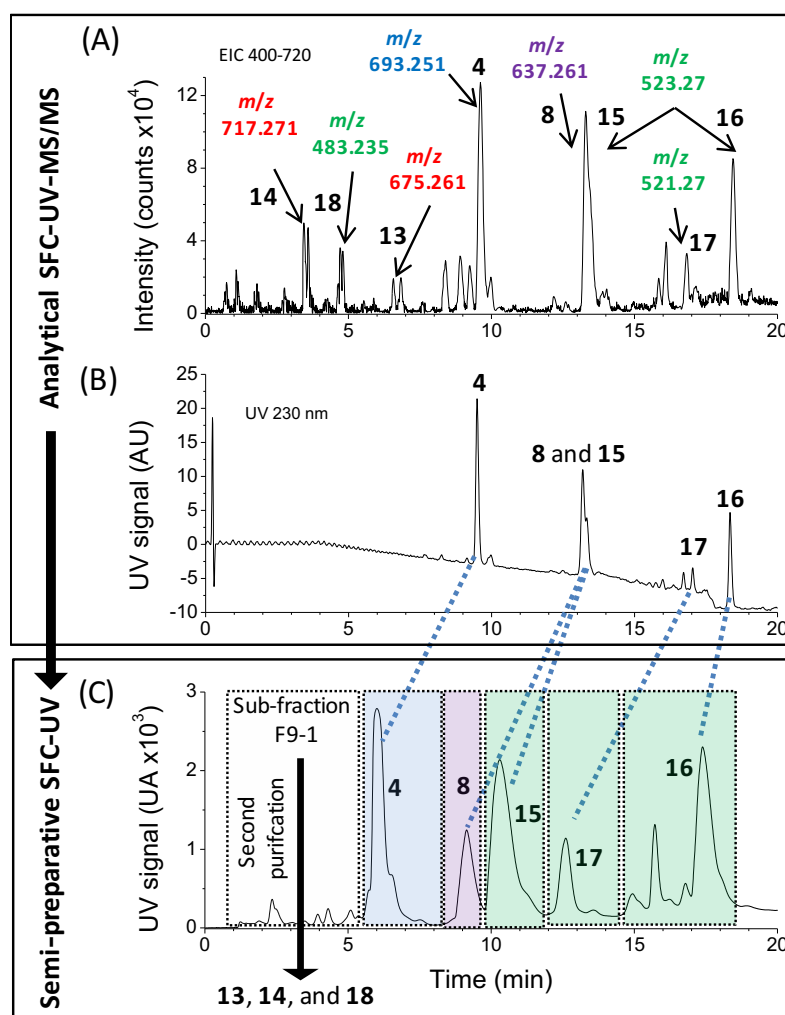 Analytical SFC-UV-MS/MS
Semi-preparative SFC-UV
(A)
EIC 400-720
m/z
693.251
4
m/z
637.261
m/z
523.27
m/z
717.271
m/z
483.235
m/z
675.261
8
15
16
m/z
521.27
14
18
13
17
Intensity (counts x10⁴)
12
8
4
0
0 5 10 15 20
(B)
UV 230 nm
4
8 and 15
16
17
UV signal (AU)
25
20
15
10
5
0
-5
-10
0 5 10 15 20
(C)
Sub-fraction
F9-1
Second
purifcation
4
8
15
17
16
UV signal (UA x10³)
3
2
1
0
0 5 10 15 20
Time (min)
13, 14, and 18